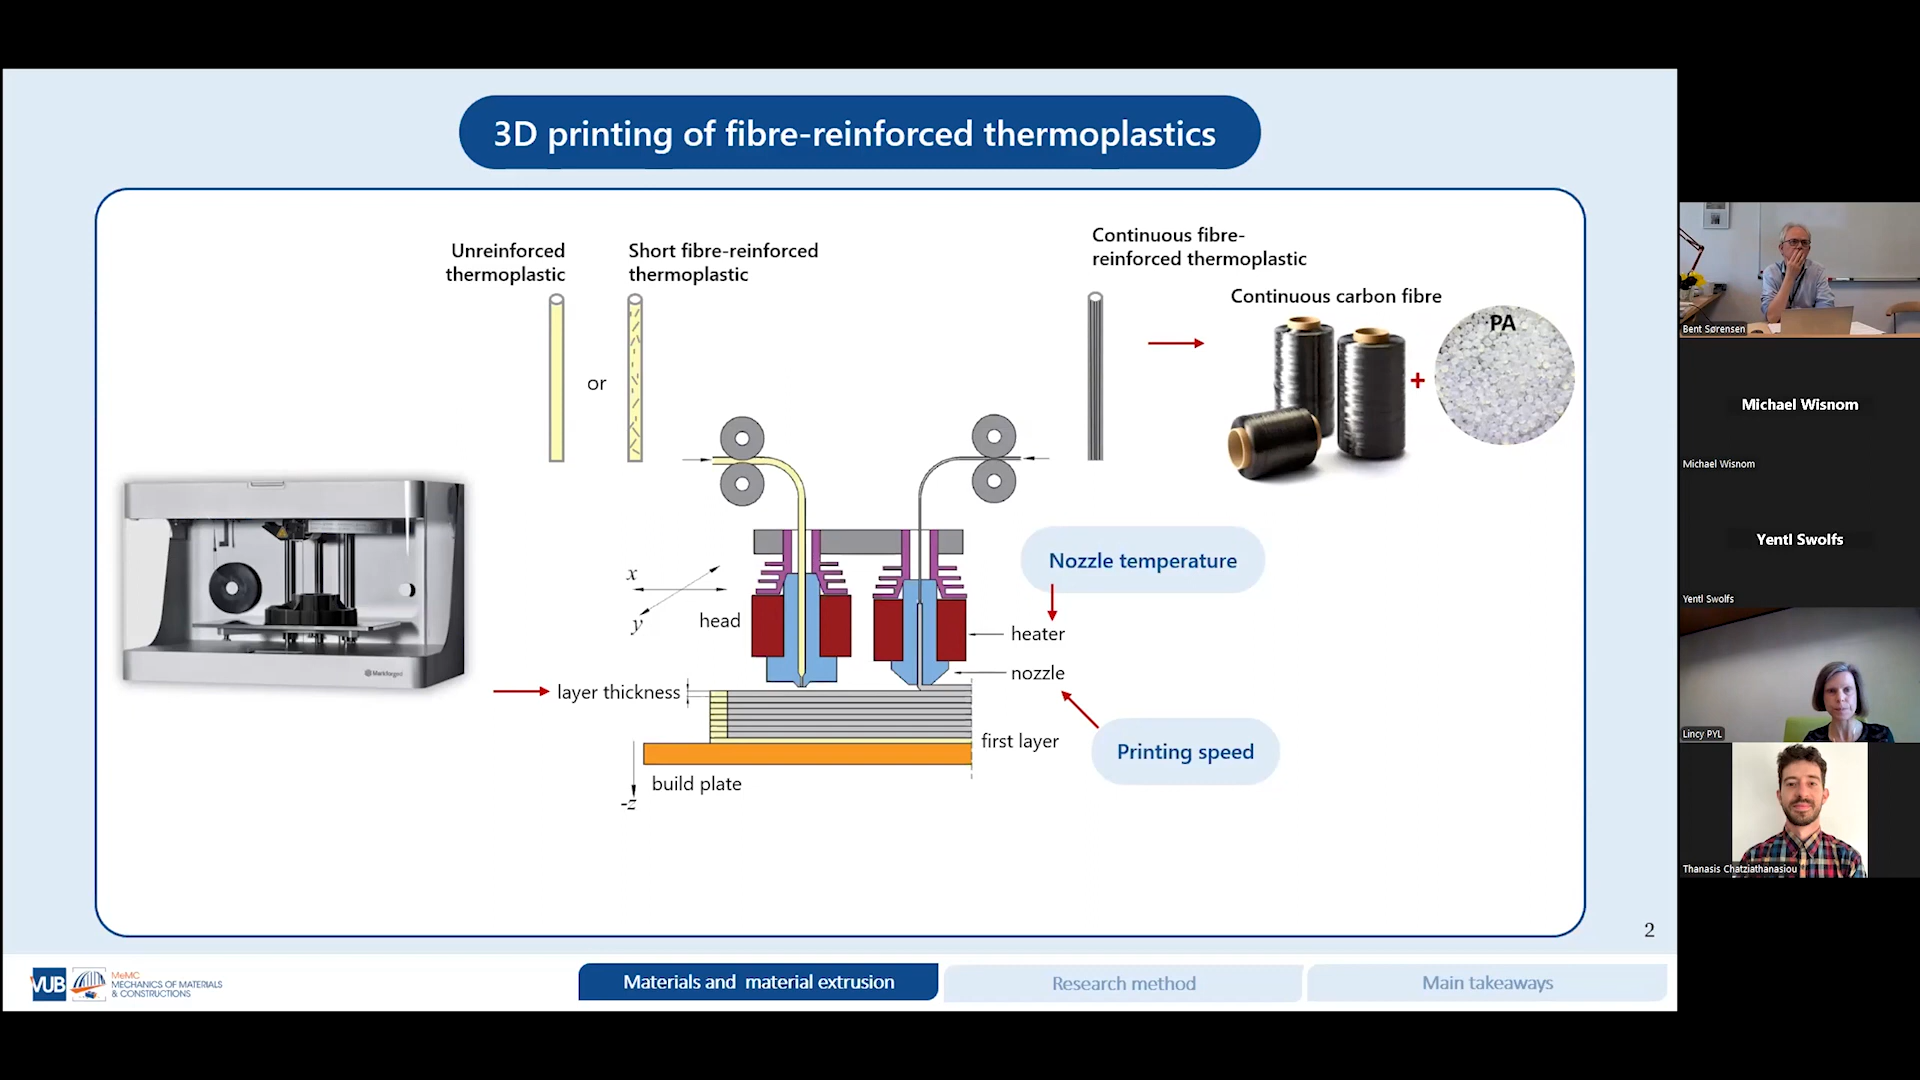 3D printing of fibre-reinforced thermoplastics
Unreinforced
thermoplastic
or
Short fibre-reinforced
thermoplastic
Continuous fibre-
reinforced thermoplastic
Continuous carbon fibre
PA
+
x
y
head
Nozzle temperature
heater
nozzle
layer thickness
first layer
Printing speed
build plate
-z
Markforged
2
VUB
MeMC
MECHANICS OF MATERIALS
& CONSTRUCTIONS
Materials and material extrusion
Research method
Main takeaways
Bent Sørensen
Michael Wisnom
Michael Wisnom
Yentl Swolfs
Yentl Swolfs
Lincy PYL
Thanasis Chatziathanasiou